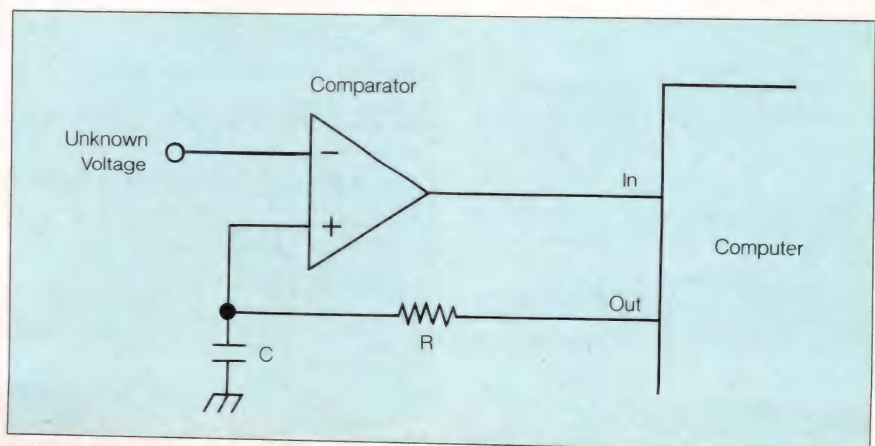 Comparator
Unknown
Voltage
−
+
In
Computer
Out
R
C